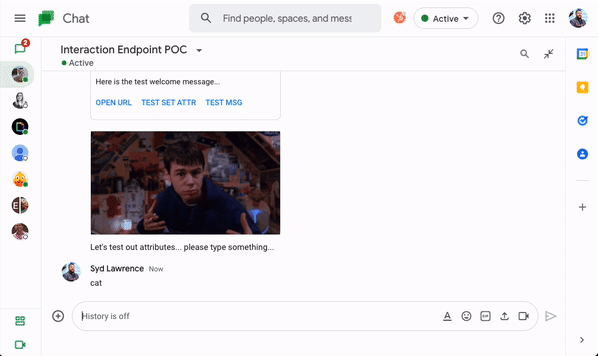 Chat
Find people, spaces, and mess
Active
2
Interaction Endpoint POC
Active
Here is the test welcome message...
OPEN URL TEST SET ATTR TEST MSG
Let's test out attributes... please type something...
Syd Lawrence Now
cat
History is off
GIF